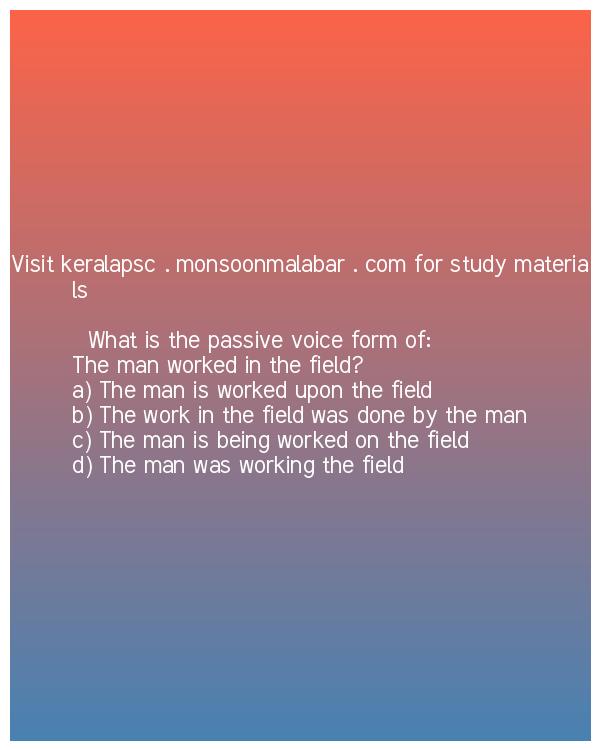 Visit keralapsc . monsoonmalabar . com for study materia
ls
What is the passive voice form of:
The man worked in the field?
a) The man is worked upon the field
b) The work in the field was done by the man
c) The man is being worked on the field
d) The man was working the field